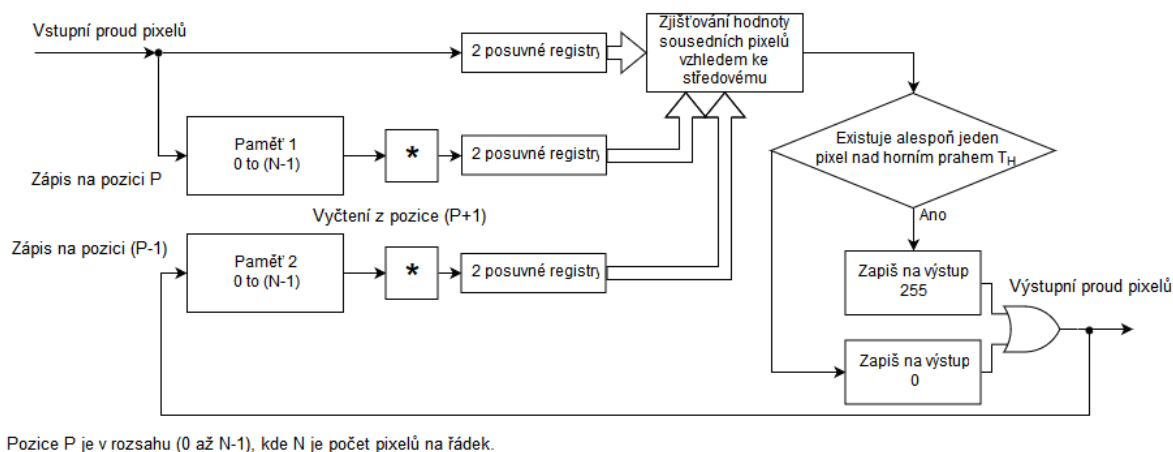 Vstupní proud pixelů
2 posuvné registry
Zjišťování hodnoty
sousedních pixelů
vzhledem ke
středovému
Paměť 1
0 to (N-1)
*
2 posuvné registry
Existuje alespoň jeden
pixel nad horním prahem TH
Zápis na pozici P
Vyčtení z pozice (P+1)
Ano
Zápis na pozici (P-1)
Paměť 2
0 to (N-1)
*
2 posuvné registry
Zapiš na výstup
255
Výstupní proud pixelů
Zapiš na výstup
0
Pozice P je v rozsahu (0 až N-1), kde N je počet pixelů na řádek.